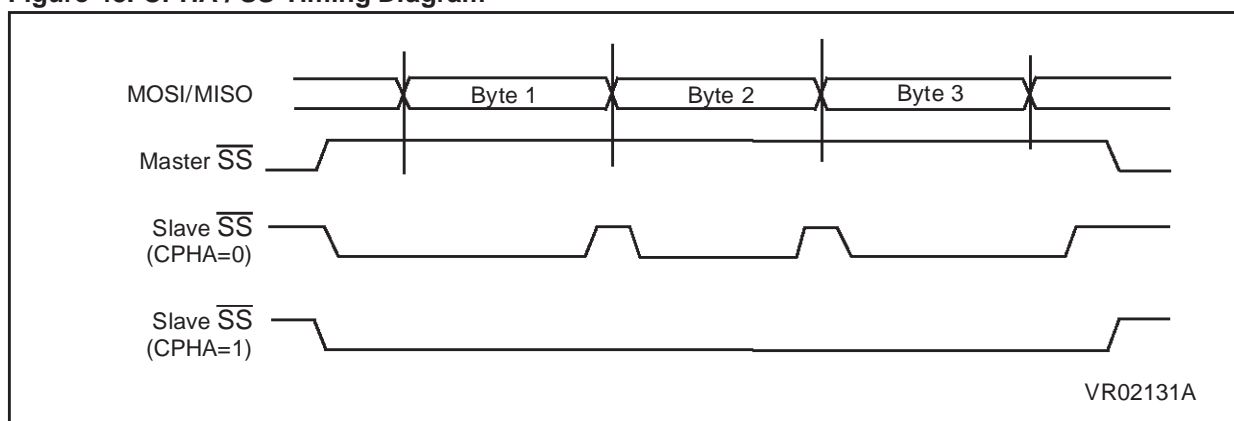 Figure CPHA / SS Timing Diagram
MOSI/MISO
Byte 1
Byte 2
Byte 3
Master SS
Slave SS
(CPHA=0)
Slave SS
(CPHA=1)
VR02131A